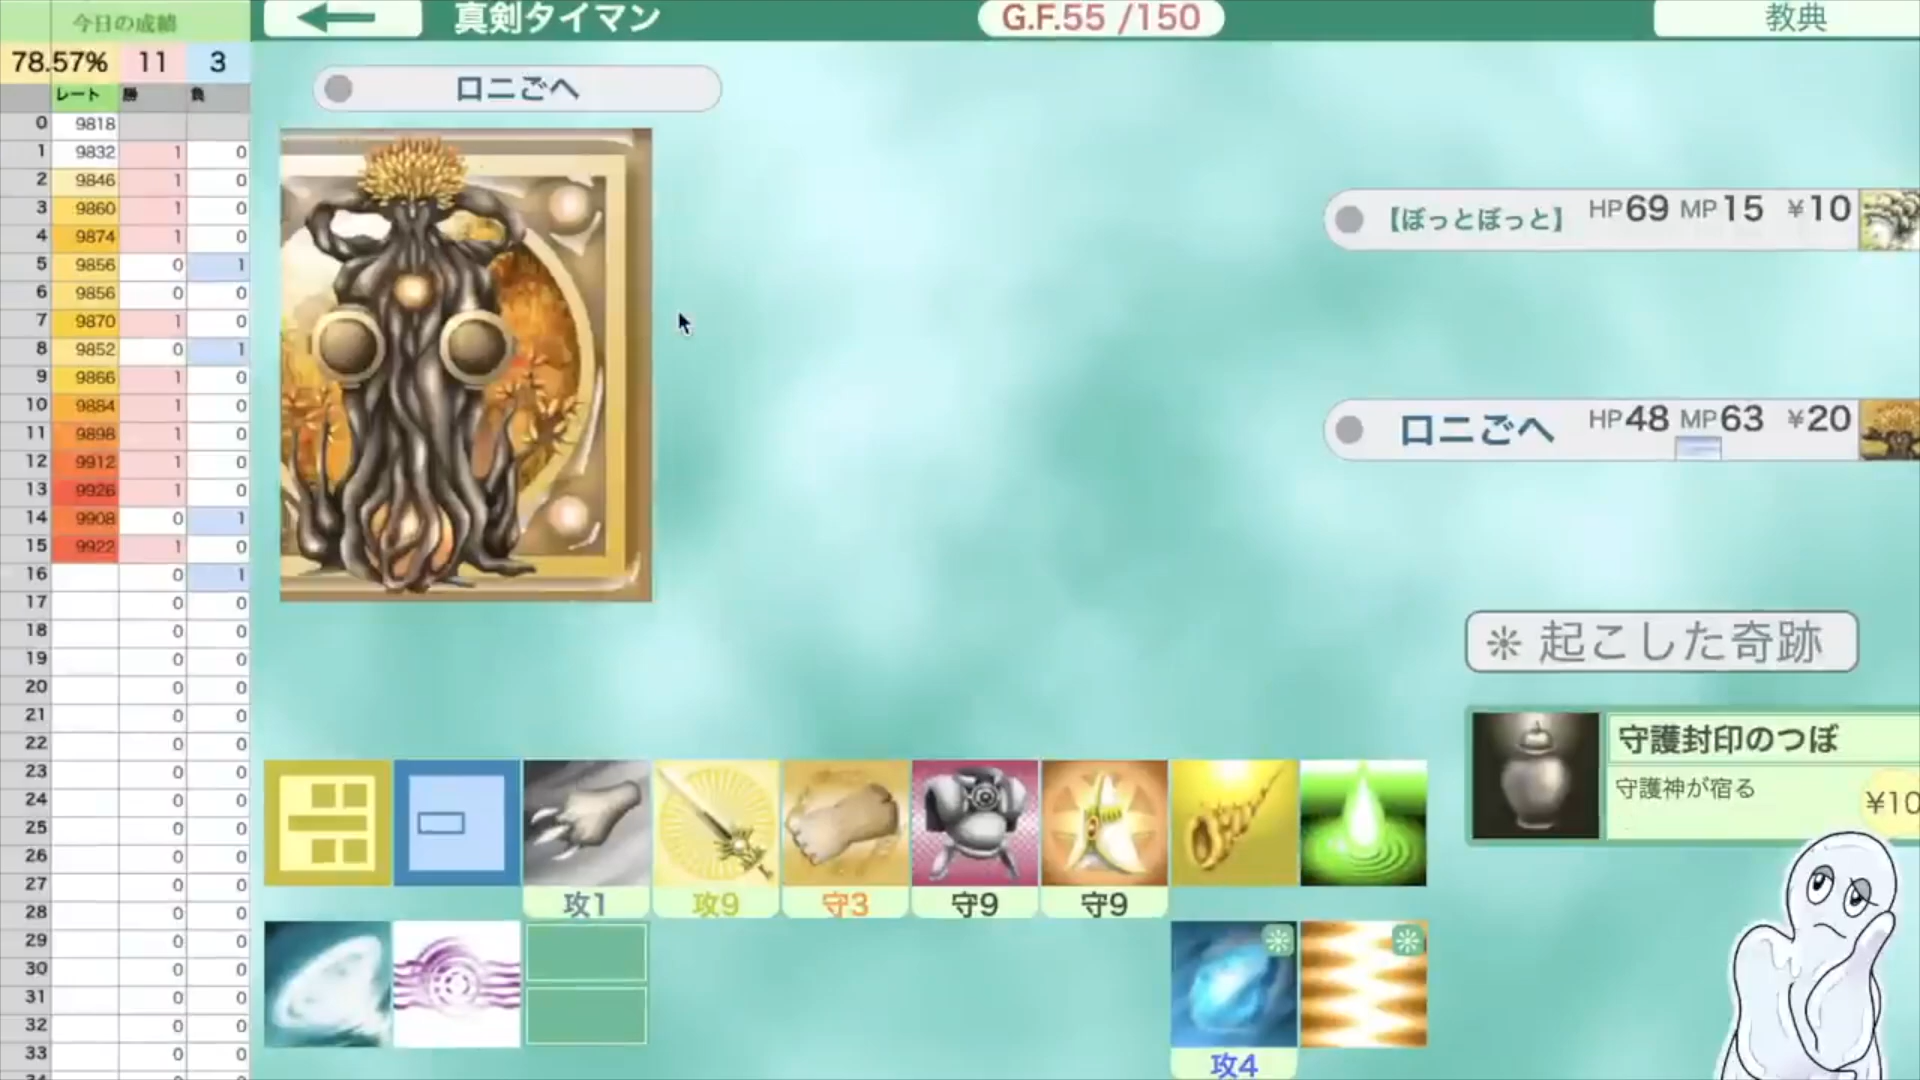 今日の成績
78.57% 11 3
レート 勝 負
0 9818
1 9832 1 0
2 9846 1 0
3 9860 1 0
4 9874 1 0
5 9856 0 1
6 9856 0 0
7 9870 1 0
8 9852 0 1
9 9866 1 0
10 9884 1 0
11 9898 1 0
12 9912 1 0
13 9926 1 0
14 9908 0 1
15 9922 1 0
16 0 1
17 0 0
18 0 0
19 0 0
20 0 0
21 0 0
22 0 0
23 0 0
24 0 0
25 0 0
26 0 0
27 0 0
28 0 0
29 0 0
30 0 0
31 0 0
32 0 0
33 0 0
真剣タイマン
G.F.55 /150
教典
ロニごへ
【ぼっとぼっと】 HP69 MP15 ¥10
ロニごへ HP48 MP63 ¥20
起こした奇跡
守護封印のつぼ
守護神が宿る
¥10
攻1 攻9 守3 守9 守9
攻4